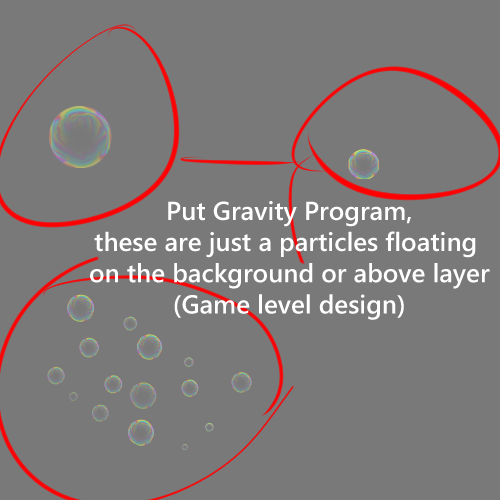 Put Gravity Program,
these are just a particles floating
on the background or above layer
(Game level design)